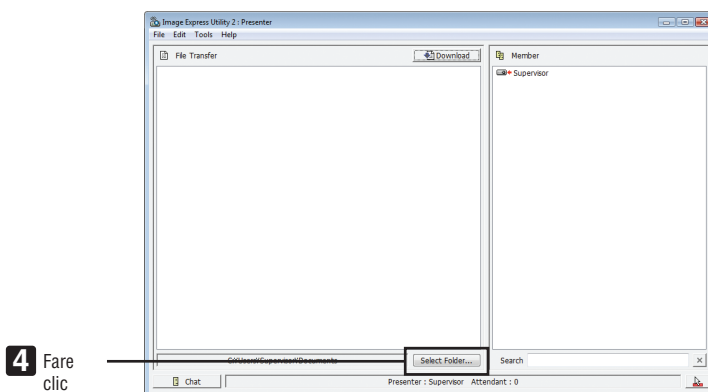 Image Express Utility 2 : Presenter
File Edit Tools Help
File Transfer
Download
Member
Supervisor
C:¥Users¥Supervisor¥Documents
Select Folder...
Search
4 Fare
clic
Chat
Presenter : Supervisor Attendant : 0